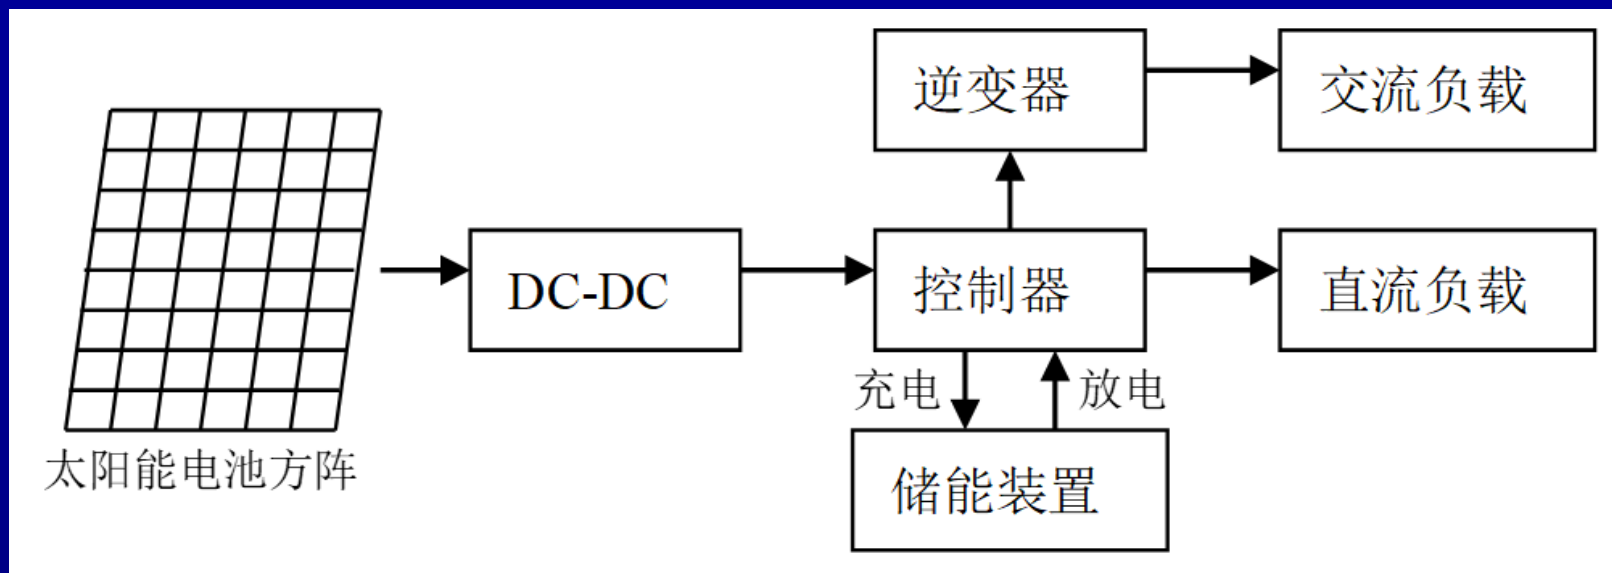 逆变器
交流负载
DC-DC
控制器
直流负载
充电
放电
太阳能电池方阵
储能装置